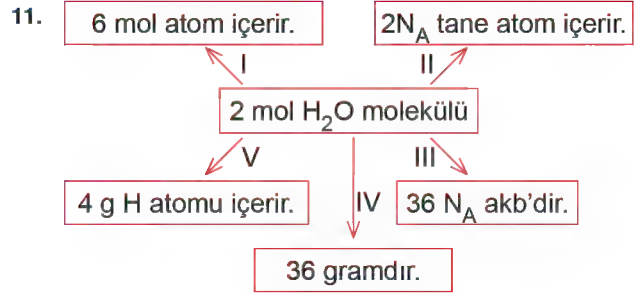 11.
6 mol atom içerir.
2N_A tane atom içerir.
I
II
2 mol H₂O molekülü
V
III
4 g H atomu içerir.
IV
36 N_A akb’dir.
36 gramdır.